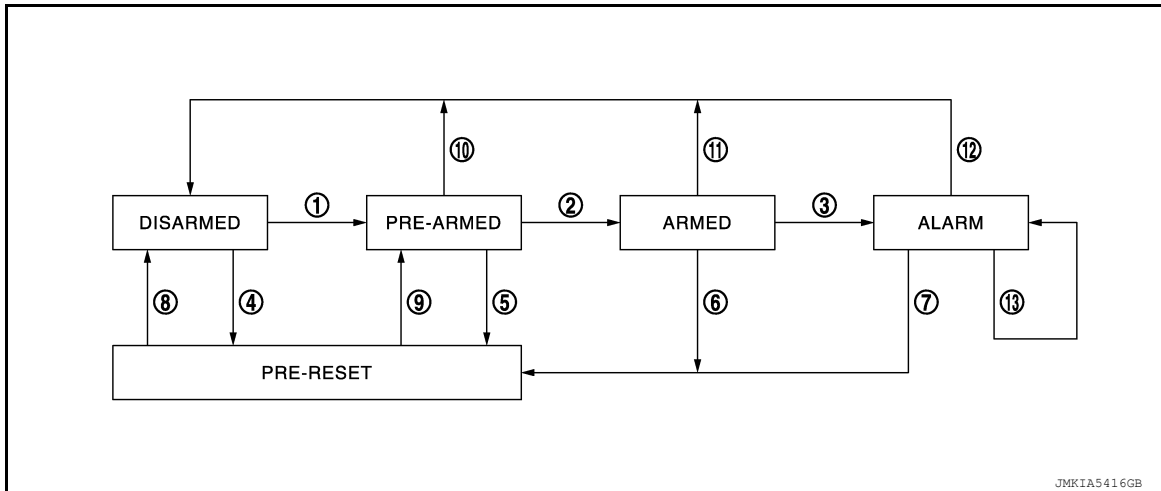 ⑩ ⑪ ⑫
DISARMED ① PRE-ARMED ② ARMED ③ ALARM
⑧ ④ ⑨ ⑤ ⑥ ⑦ ⑬
PRE-RESET
JMKIA5416GB